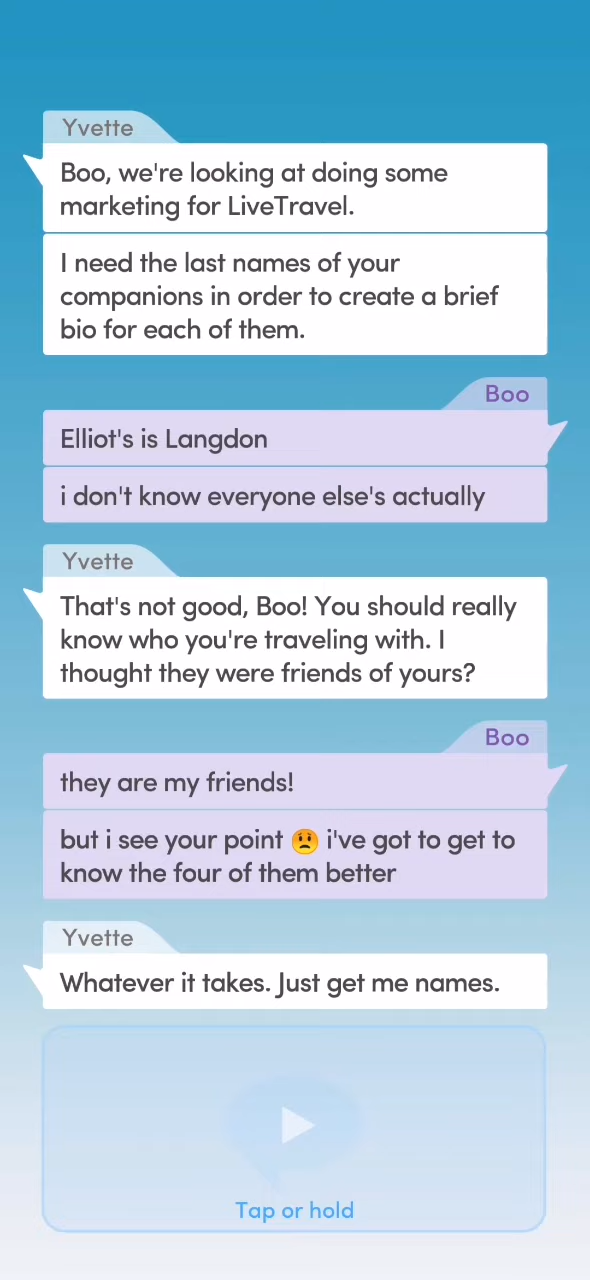 Yvette
Boo, we're looking at doing some
marketing for LiveTravel.
I need the last names of your
companions in order to create a brief
bio for each of them.
Boo
Elliot's is Langdon
i don't know everyone else's actually
Yvette
That's not good, Boo! You should really
know who you're traveling with. I
thought they were friends of yours?
Boo
they are my friends!
but i see your point 😟 i've got to get to
know the four of them better
Yvette
Whatever it takes. Just get me names.
Tap or hold